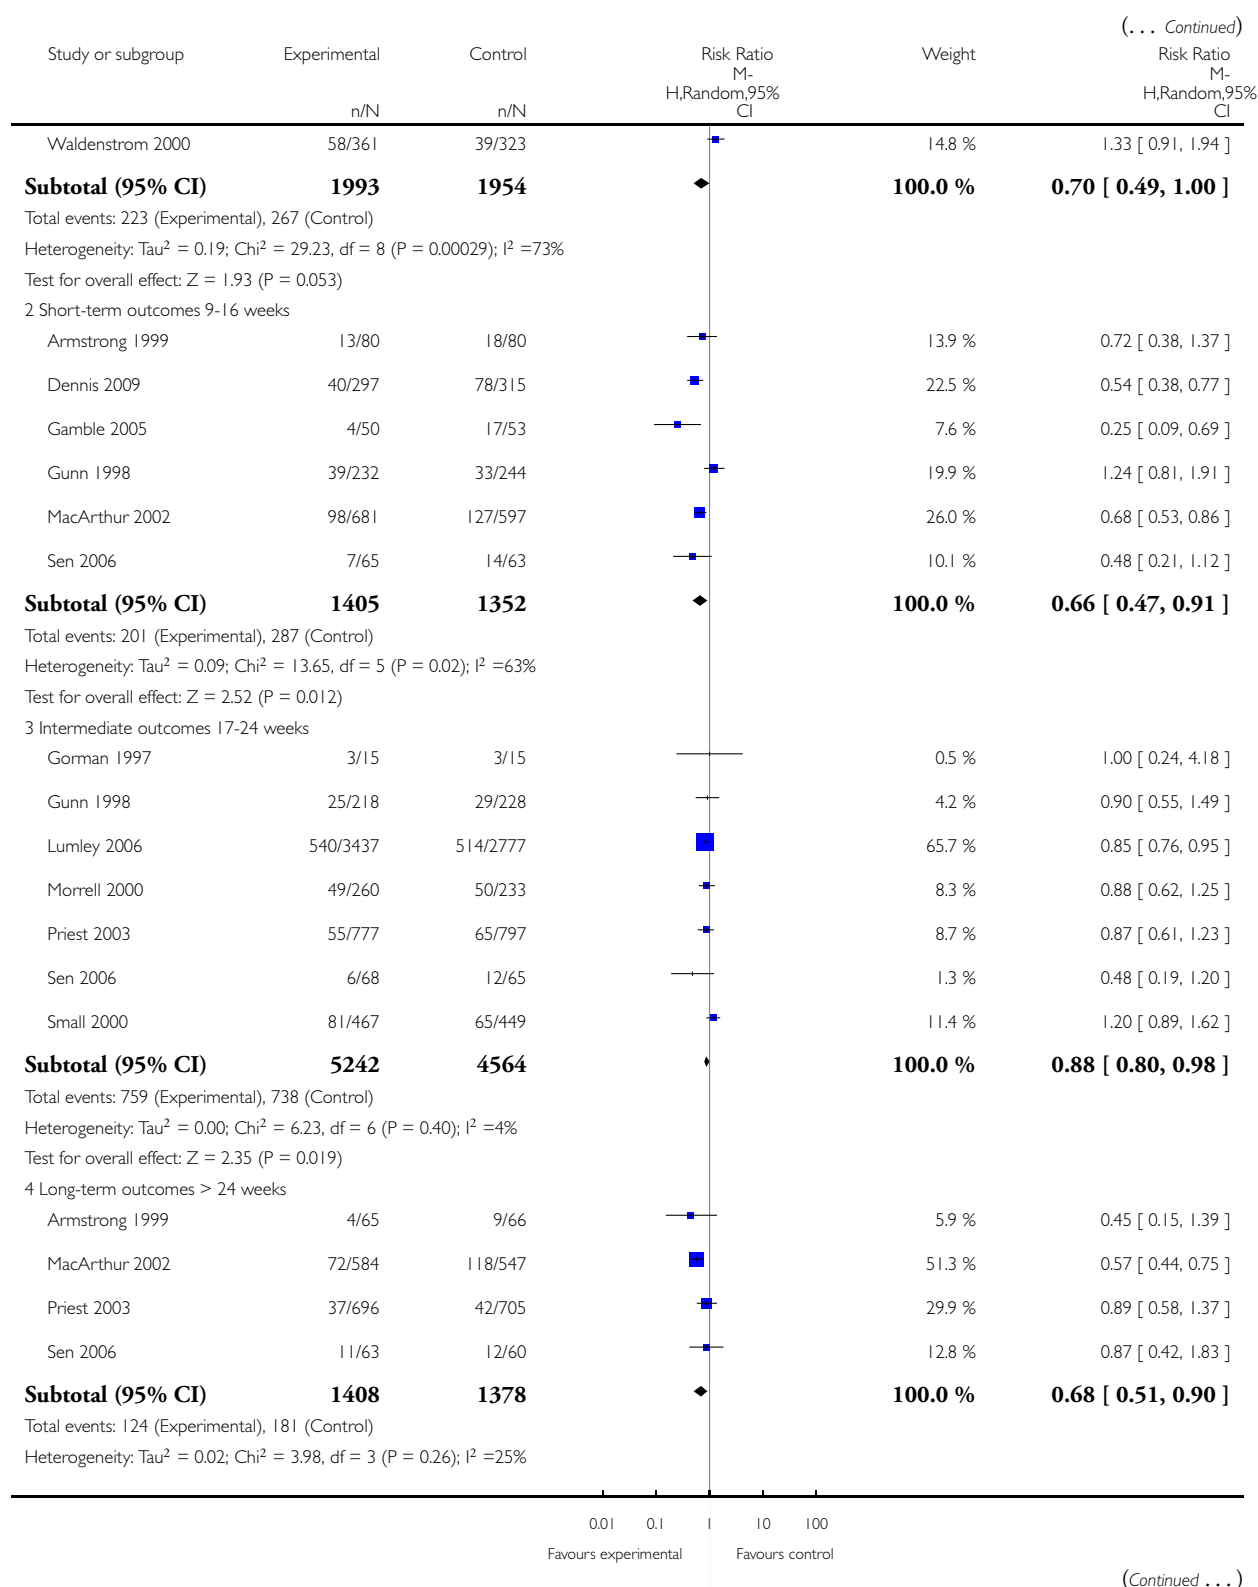 (... Continued)
Study or subgroup Experimental Control Risk Ratio Weight Risk Ratio
M- M-
H,Random,95% H,Random,95%
n/N n/N CI CI
Waldenstrom 2000 58/361 39/323 14.8 % 1.33 [ 0.91, 1.94 ]
Subtotal (95% CI) 1993 1954 100.0 % 0.70 [ 0.49, 1.00 ]
Total events: 223 (Experimental), 267 (Control)
Heterogeneity: Tau² = 0.19; Chi² = 29.23, df = 8 (P = 0.00029); I² =73%
Test for overall effect: Z = 1.93 (P = 0.053)
2 Short-term outcomes 9-16 weeks
Armstrong 1999 13/80 18/80 13.9 % 0.72 [ 0.38, 1.37 ]
Dennis 2009 40/297 78/315 22.5 % 0.54 [ 0.38, 0.77 ]
Gamble 2005 4/50 17/53 7.6 % 0.25 [ 0.09, 0.69 ]
Gunn 1998 39/232 33/244 19.9 % 1.24 [ 0.81, 1.91 ]
MacArthur 2002 98/681 127/597 26.0 % 0.68 [ 0.53, 0.86 ]
Sen 2006 7/65 14/63 10.1 % 0.48 [ 0.21, 1.12 ]
Subtotal (95% CI) 1405 1352 100.0 % 0.66 [ 0.47, 0.91 ]
Total events: 201 (Experimental), 287 (Control)
Heterogeneity: Tau² = 0.09; Chi² = 13.65, df = 5 (P = 0.02); I² =63%
Test for overall effect: Z = 2.52 (P = 0.012)
3 Intermediate outcomes 17-24 weeks
Gorman 1997 3/15 3/15 0.5 % 1.00 [ 0.24, 4.18 ]
Gunn 1998 25/218 29/228 4.2 % 0.90 [ 0.55, 1.49 ]
Lumley 2006 540/3437 514/2777 65.7 % 0.85 [ 0.76, 0.95 ]
Morrell 2000 49/260 50/233 8.3 % 0.88 [ 0.62, 1.25 ]
Priest 2003 55/777 65/797 8.7 % 0.87 [ 0.61, 1.23 ]
Sen 2006 6/68 12/65 1.3 % 0.48 [ 0.19, 1.20 ]
Small 2000 81/467 65/449 11.4 % 1.20 [ 0.89, 1.62 ]
Subtotal (95% CI) 5242 4564 100.0 % 0.88 [ 0.80, 0.98 ]
Total events: 759 (Experimental), 738 (Control)
Heterogeneity: Tau² = 0.00; Chi² = 6.23, df = 6 (P = 0.40); I² =4%
Test for overall effect: Z = 2.35 (P = 0.019)
4 Long-term outcomes > 24 weeks
Armstrong 1999 4/65 9/66 5.9 % 0.45 [ 0.15, 1.39 ]
MacArthur 2002 72/584 118/547 51.3 % 0.57 [ 0.44, 0.75 ]
Priest 2003 37/696 42/705 29.9 % 0.89 [ 0.58, 1.37 ]
Sen 2006 11/63 12/60 12.8 % 0.87 [ 0.42, 1.83 ]
Subtotal (95% CI) 1408 1378 100.0 % 0.68 [ 0.51, 0.90 ]
Total events: 124 (Experimental), 181 (Control)
Heterogeneity: Tau² = 0.02; Chi² = 3.98, df = 3 (P = 0.26); I² =25%
0.01 0.1 1 10 100
Favours experimental Favours control
(Continued ...)